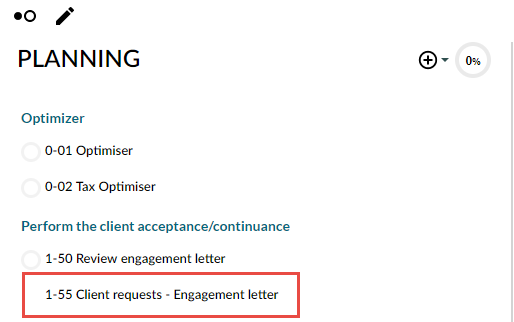 PLANNING
0%
Optimizer
0-01 Optimiser
0-02 Tax Optimiser
Perform the client acceptance/continuance
1-50 Review engagement letter
1-55 Client requests - Engagement letter